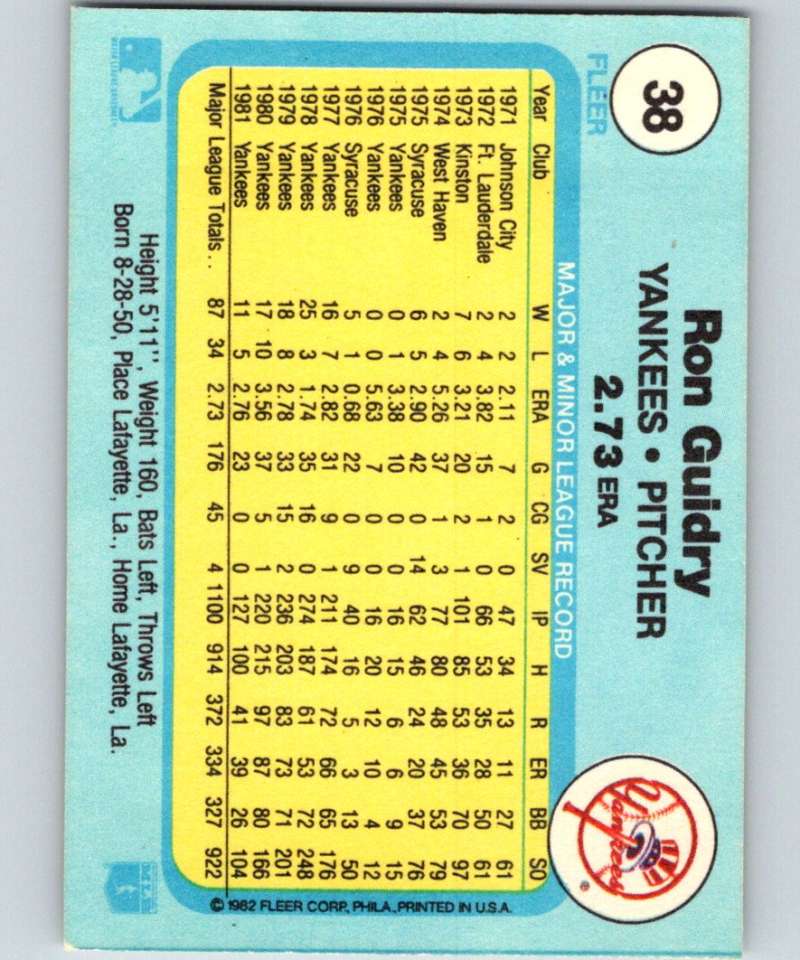 38
FLEER
Ron Guidry
YANKEES • PITCHER
2.73 ERA
Yankees
MAJOR & MINOR LEAGUE RECORD
Year Club W L ERA G CG SV IP H R ER BB SO
1971 Johnson City 2 2 2.11 7 2 0 47 34 13 11 27 61
1972 Ft. Lauderdale 2 4 3.82 15 1 0 66 53 35 28 50 61
1973 Kinston 7 6 3.21 20 2 1 101 85 53 36 70 97
1974 West Haven 2 4 5.26 37 1 3 77 80 48 45 53 79
1975 Syracuse 6 5 2.90 42 0 14 62 46 24 20 37 76
1975 Yankees 0 1 3.38 10 0 0 16 15 6 6 9 15
1976 Yankees 0 0 5.63 7 0 0 16 20 12 10 4 12
1976 Syracuse 5 1 0.68 22 0 9 40 16 5 3 13 50
1977 Yankees 16 7 2.82 31 9 1 211 174 72 66 65 176
1978 Yankees 25 3 1.74 35 16 0 274 187 61 53 72 248
1979 Yankees 18 8 2.78 33 15 2 236 203 83 73 71 201
1980 Yankees 17 10 3.56 37 5 1 220 215 97 87 80 166
1981 Yankees 11 5 2.76 23 0 0 127 100 41 39 26 104
Major League Totals.. 87 34 2.73 176 45 4 1100 914 372 334 327 922
© 1982 FLEER CORP., PHILA., PRINTED IN U.S.A.
Height 5'11'', Weight 160, Bats Left, Throws Left
Born 8-28-50, Place Lafayette, La., Home Lafayette, La.